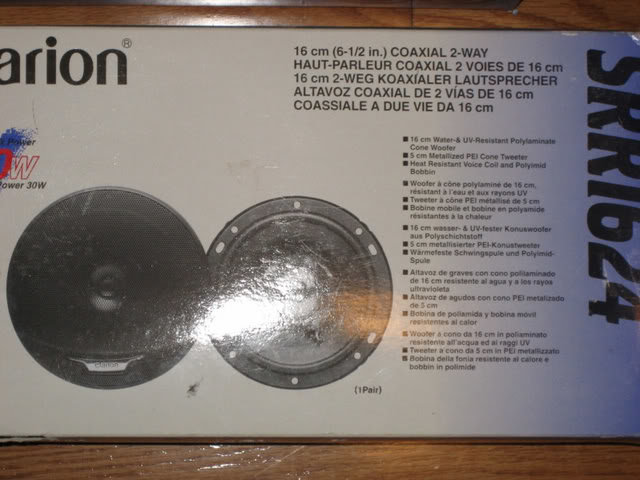 arion®
16 cm (6-1/2 in.) COAXIAL 2-WAY
HAUT-PARLEUR COAXIAL 2 VOIES DE 16 cm
16 cm 2-WEG KOAXIALER LAUTSPRECHER
ALTAVOZ COAXIAL DE 2 VÍAS DE 16 cm
COASSIALE A DUE VIE DA 16 cm
SRR1624
Power
0W
Power 30W
■ 16 cm Water- & UV-Resistant Polylaminate
Cone Woofer
■ 5 cm Metallized PEI Cone Tweeter
■ Heat Resistant Voice Coil and Polyimid
Bobbin
■ Woofer à cône polylaminé de 16 cm,
résistant à l'eau et aux rayons UV
■ Tweeter à cône PEI métallisé de 5 cm
■ Bobine mobile et bobine en polyamide
résistantes à la chaleur
■ 16 cm wasser- & UV-fester Konuswoofer
aus Polyschichtstoff
■ 5 cm metallisierter PEI-Konustweeter
■ Wärmefeste Schwingspule und Polyimid-
Spule
■ Altavoz de graves con cono polilaminado
de 16 cm resistente al agua y a los rayos
ultravioleta
■ Altavoz de agudos con cono PEI metalizado
de 5 cm
■ Bobina de poliamida y bobina móvil
resistentes al calor
■ Woofer a cono da 16 cm in poliaminato
resistente all'acqua ed ai raggi UV
■ Tweeter a cono da 5 cm in PEI metallizzato
■ Bobina della fonia resistente al calore e
bobbin in polimide
clarion
(1Pair)